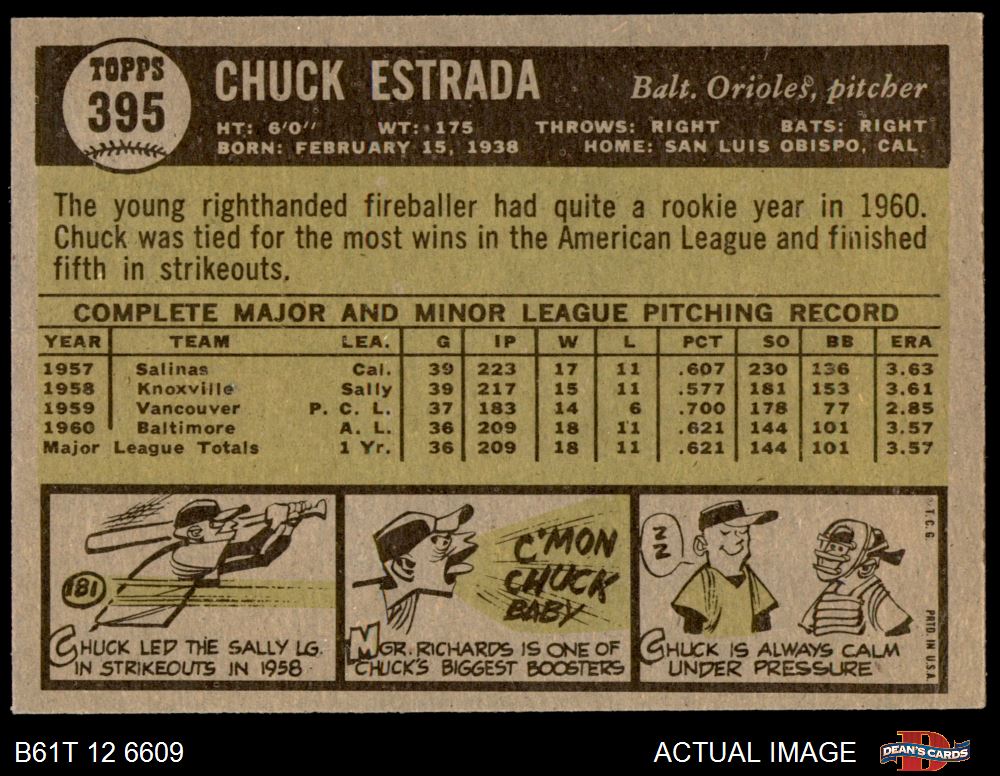 TOPPS
395
CHUCK ESTRADA
Balt. Orioles, pitcher
HT: 6'0" WT: 175 THROWS: RIGHT BATS: RIGHT
BORN: FEBRUARY 15, 1938 HOME: SAN LUIS OBISPO, CAL.
The young righthanded fireballer had quite a rookie year in 1960.
Chuck was tied for the most wins in the American League and finished
fifth in strikeouts.
COMPLETE MAJOR AND MINOR LEAGUE PITCHING RECORD
YEAR TEAM LEA. G IP W L PCT SO BB ERA
1957 Salinas Cal. 39 223 17 11 .607 230 136 3.63
1958 Knoxville Sally 39 217 15 11 .577 181 153 3.61
1959 Vancouver P. C. L. 37 183 14 6 .700 178 77 2.85
1960 Baltimore A. L. 36 209 18 11 .621 144 101 3.57
Major League Totals 1 Yr. 36 209 18 11 .621 144 101 3.57
181
CHUCK LED THE SALLY LG.
IN STRIKEOUTS IN 1958
C'MON
CHUCK
BABY
MGR. RICHARDS IS ONE OF
CHUCK'S BIGGEST BOOSTERS
Z
Z
CHUCK IS ALWAYS CALM
UNDER PRESSURE
T.C.G.
PRTD. IN U.S.A.
B61T 12 6609
ACTUAL IMAGE
D
DEAN'S CARDS